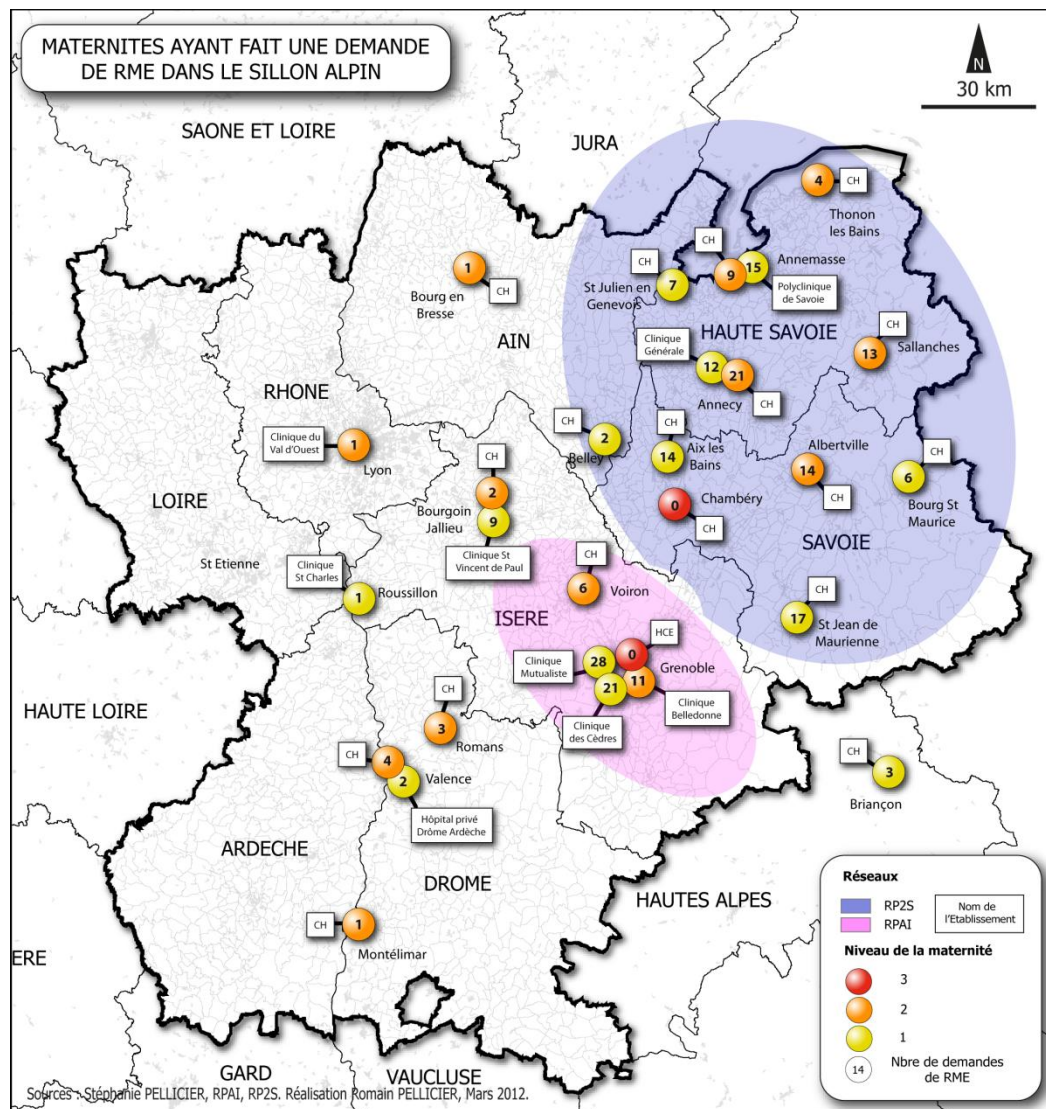 MATERNITES AYANT FAIT UNE DEMANDE
DE RME DANS LE SILLON ALPIN
N
30 km
SAONE ET LOIRE
JURA
4
CH
Thonon
les Bains
CH
1
CH
Bourg en
Bresse
CH
7
St Julien en
Genevois
9
15
Annemasse
Polyclinique
de Savoie
AIN
HAUTE SAVOIE
CH
13
Sallanches
Clinique
Générale
12
21
Annecy
CH
RHONE
Clinique du
Val d'Ouest
1
Lyon
CH
2
Belley
CH
14
Aix les
Bains
Albertville
14
CH
CH
6
Bourg St
Maurice
CH
2
Bourgoin
Jallieu
9
Clinique St
Vincent de Paul
0
Chambéry
CH
LOIRE
SAVOIE
St Etienne
Clinique
St Charles
1
Roussillon
CH
6
Voiron
CH
17
St Jean de
Maurienne
ISERE
HCE
0
Grenoble
Clinique
Mutualiste
28
21
11
Clinique
Belledonne
Clinique
des Cèdres
HAUTE LOIRE
CH
3
Romans
CH
4
2
Valence
Hôpital privé
Drôme Ardèche
CH
3
Briançon
ARDECHE
DROME
HAUTES ALPES
CH
1
Montélimar
ERE
GARD
VAUCLUSE
Réseaux
RP2S
RPAI
Nom de
l'Etablissement
Niveau de la maternité
3
2
1
14
Nbre de demandes
de RME
Sources : Stéphanie PELLICIER, RPAI, RP2S. Réalisation Romain PELLICIER, Mars 2012.